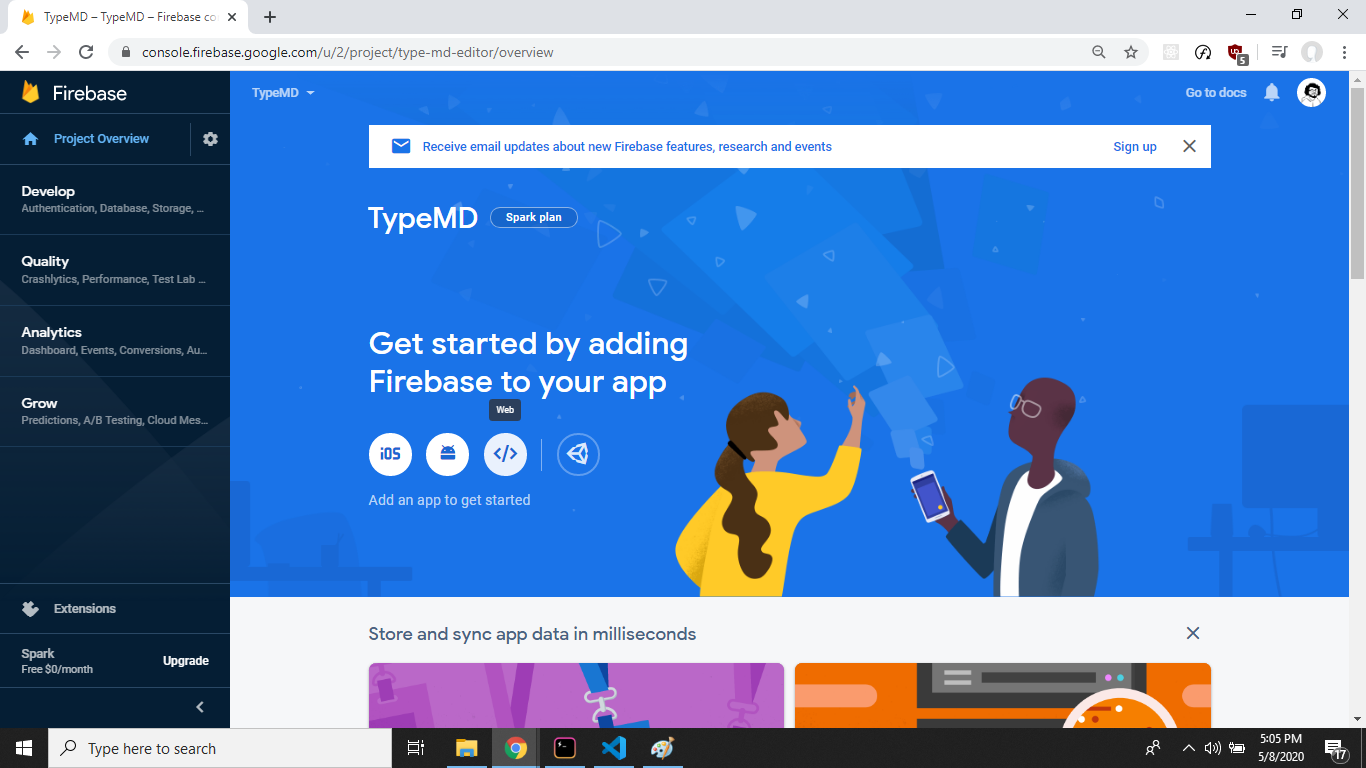 TypeMD – TypeMD – Firebase co
console.firebase.google.com/u/2/project/type-md-editor/overview
5
Firebase
Project Overview
Develop
Authentication, Database, Storage, ...
Quality
Crashlytics, Performance, Test Lab ...
Analytics
Dashboard, Events, Conversions, Au...
Grow
Predictions, A/B Testing, Cloud Mes...
Extensions
Spark
Free $0/month
Upgrade
TypeMD
Go to docs
Receive email updates about new Firebase features, research and events
Sign up
TypeMD
Spark plan
Get started by adding
Firebase to your app
Web
iOS
</>
Add an app to get started
Store and sync app data in milliseconds
Type here to search
5:05 PM
5/8/2020
17